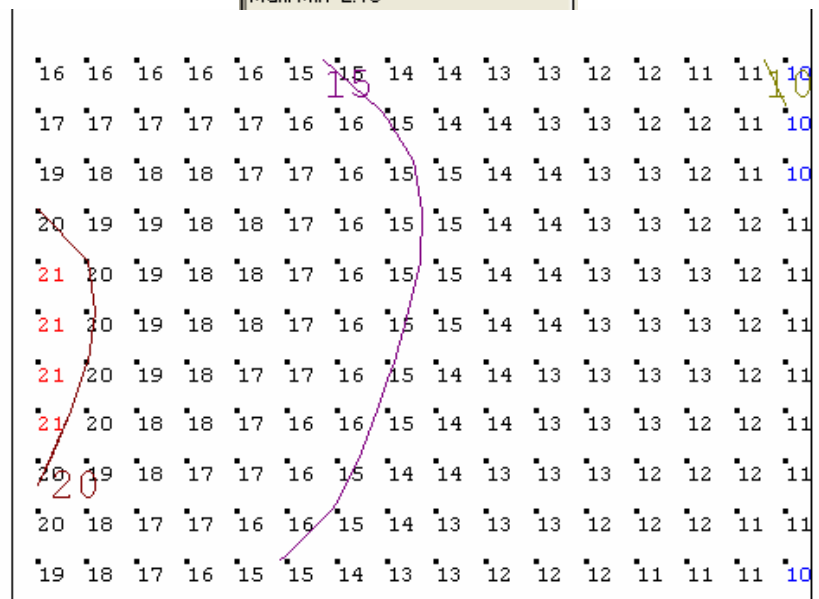 16 16 16 16 16 15 15 14 14 13 13 12 12 11 11 10
15 10
17 17 17 17 17 16 16 15 14 14 13 13 12 12 11 10
19 18 18 18 17 17 16 15 15 14 14 13 13 12 11 10
20 19 19 18 18 17 16 15 15 14 14 13 13 12 12 11
21 20 19 18 18 17 16 15 15 14 14 13 13 13 12 11
21 20 19 18 18 17 16 15 15 14 14 13 13 13 12 11
21 20 19 18 17 17 16 15 14 14 13 13 13 13 12 11
21 20 18 18 17 16 16 15 14 14 13 13 13 12 12 11
20 19 18 17 17 16 15 14 14 13 13 12 12 12 11
20
20 18 17 17 16 16 15 14 13 13 13 12 12 12 11 11
19 18 17 16 15 15 14 13 13 12 12 12 11 11 11 10